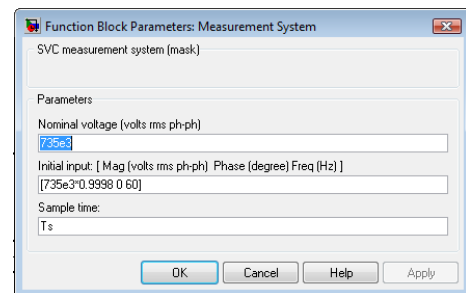 Function Block Parameters: Measurement System
SVC measurement system (mask)
Parameters
Nominal voltage (volts rms ph-ph)
735e3
Initial input: [ Mag (volts rms ph-ph) Phase (degree) Freq (Hz) ]
[735e3*0.9998 0 60]
Sample time:
Ts
OK Cancel Help Apply